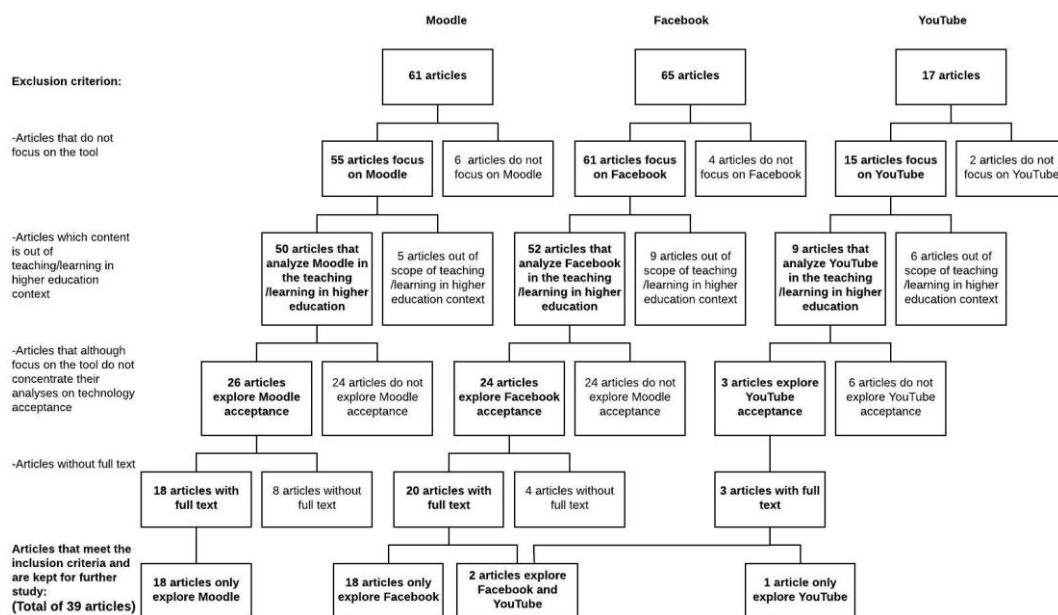 Moodle
Facebook
YouTube
Exclusion criterion:
61 articles
65 articles
17 articles
-Articles that do not
focus on the tool
55 articles focus
on Moodle
6 articles do not
focus on Moodle
61 articles focus
on Facebook
4 articles do not
focus on Facebook
15 articles focus
on YouTube
2 articles do not
focus on YouTube
-Articles which content
is out of
teaching/learning in
higher education
context
50 articles that
analyze Moodle in
the teaching
/learning in higher
education
5 articles out of
scope of teaching
/learning in higher
education context
52 articles that
analyze Facebook
in the teaching
/learning in higher
education
9 articles out of
scope of teaching
/learning in higher
education context
9 articles that
analyze YouTube
in the teaching
/learning in higher
education
6 articles out of
scope of teaching
/learning in higher
education context
-Articles that although
focus on the tool do not
concentrate their
analyses on technology
acceptance
26 articles
explore Moodle
acceptance
24 articles do not
explore Moodle
acceptance
24 articles
explore Facebook
acceptance
24 articles do not
explore Moodle
acceptance
3 articles explore
YouTube
acceptance
6 articles do not
explore YouTube
acceptance
-Articles without full text
18 articles with
full text
8 articles without
full text
20 articles with
full text
4 articles without
full text
3 articles with full
text
Articles that meet the
inclusion criteria and
are kept for further
study:
(Total of 39 articles)
18 articles only
explore Moodle
18 articles only
explore Facebook
2 articles explore
Facebook and
YouTube
1 article only
explore YouTube